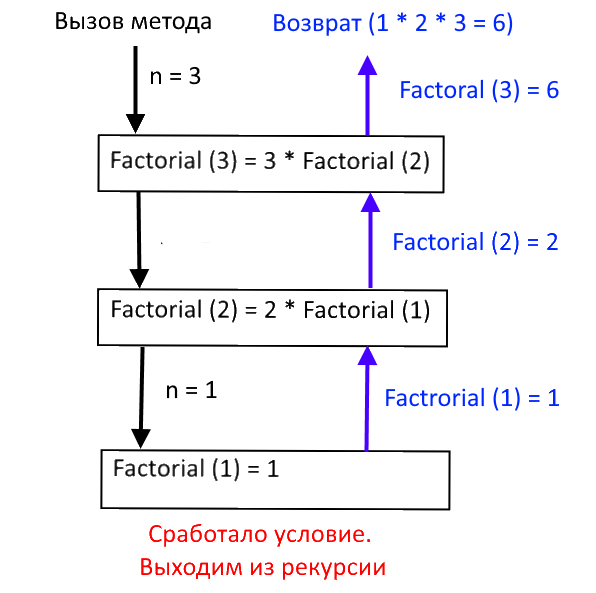 Вызов метода
Возврат (1 * 2 * 3 = 6)
n = 3
Factoral (3) = 6
Factorial (3) = 3 * Factorial (2)
Factorial (2) = 2
Factorial (2) = 2 * Factorial (1)
n = 1
Factrorial (1) = 1
Factorial (1) = 1
Сработало условие.
Выходим из рекурсии